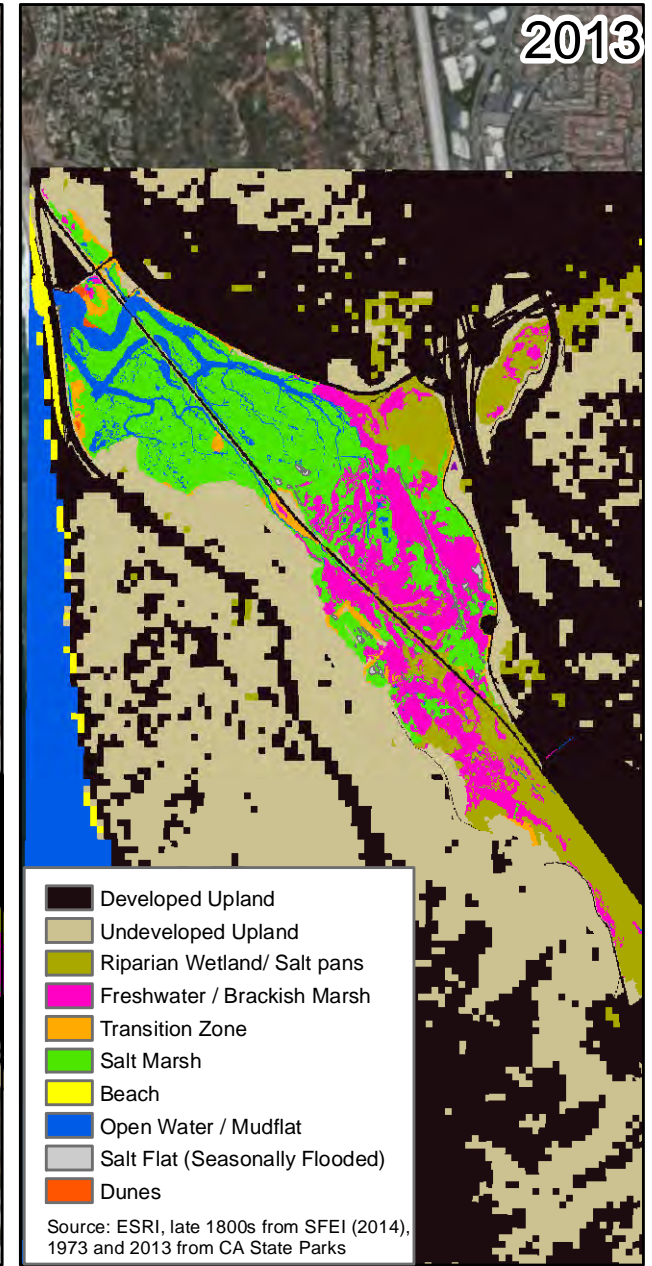 2013
Developed Upland
Undeveloped Upland
Riparian Wetland/ Salt pans
Freshwater / Brackish Marsh
Transition Zone
Salt Marsh
Beach
Open Water / Mudflat
Salt Flat (Seasonally Flooded)
Dunes
Source: ESRI, late 1800s from SFEI (2014),
1973 and 2013 from CA State Parks